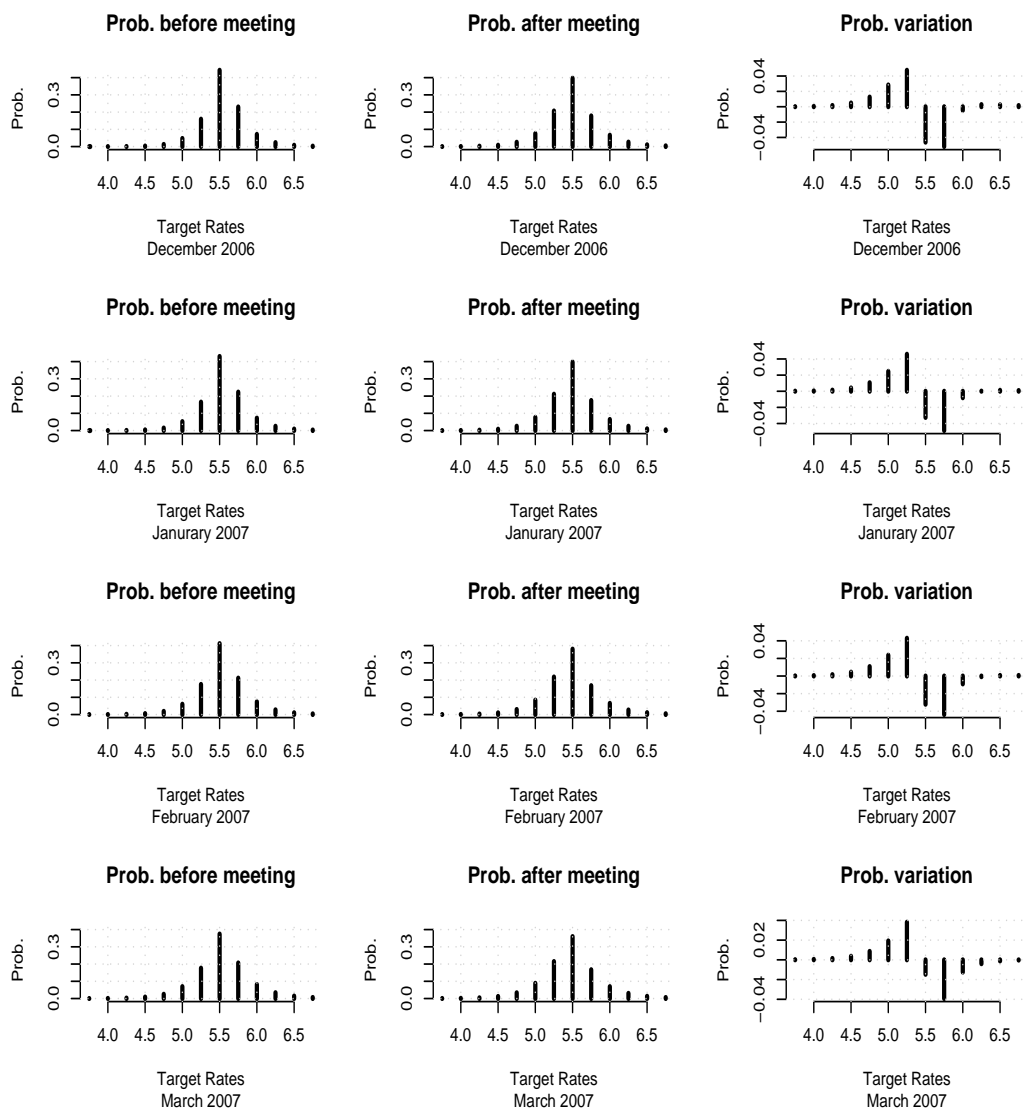 Prob. before meeting
Prob.
0.0 0.3
4.0 4.5 5.0 5.5 6.0 6.5
Target Rates
December 2006
Prob. after meeting
Prob.
0.0 0.3
4.0 4.5 5.0 5.5 6.0 6.5
Target Rates
December 2006
Prob. variation
Prob.
−0.04 0.04
4.0 4.5 5.0 5.5 6.0 6.5
Target Rates
December 2006
Prob. before meeting
Prob.
0.0 0.3
4.0 4.5 5.0 5.5 6.0 6.5
Target Rates
Janurary 2007
Prob. after meeting
Prob.
0.0 0.3
4.0 4.5 5.0 5.5 6.0 6.5
Target Rates
Janurary 2007
Prob. variation
Prob.
−0.04 0.04
4.0 4.5 5.0 5.5 6.0 6.5
Target Rates
Janurary 2007
Prob. before meeting
Prob.
0.0 0.3
4.0 4.5 5.0 5.5 6.0 6.5
Target Rates
February 2007
Prob. after meeting
Prob.
0.0 0.3
4.0 4.5 5.0 5.5 6.0 6.5
Target Rates
February 2007
Prob. variation
Prob.
−0.04 0.04
4.0 4.5 5.0 5.5 6.0 6.5
Target Rates
February 2007
Prob. before meeting
Prob.
0.0 0.3
4.0 4.5 5.0 5.5 6.0 6.5
Target Rates
March 2007
Prob. after meeting
Prob.
0.0 0.3
4.0 4.5 5.0 5.5 6.0 6.5
Target Rates
March 2007
Prob. variation
Prob.
−0.04 0.02
4.0 4.5 5.0 5.5 6.0 6.5
Target Rates
March 2007